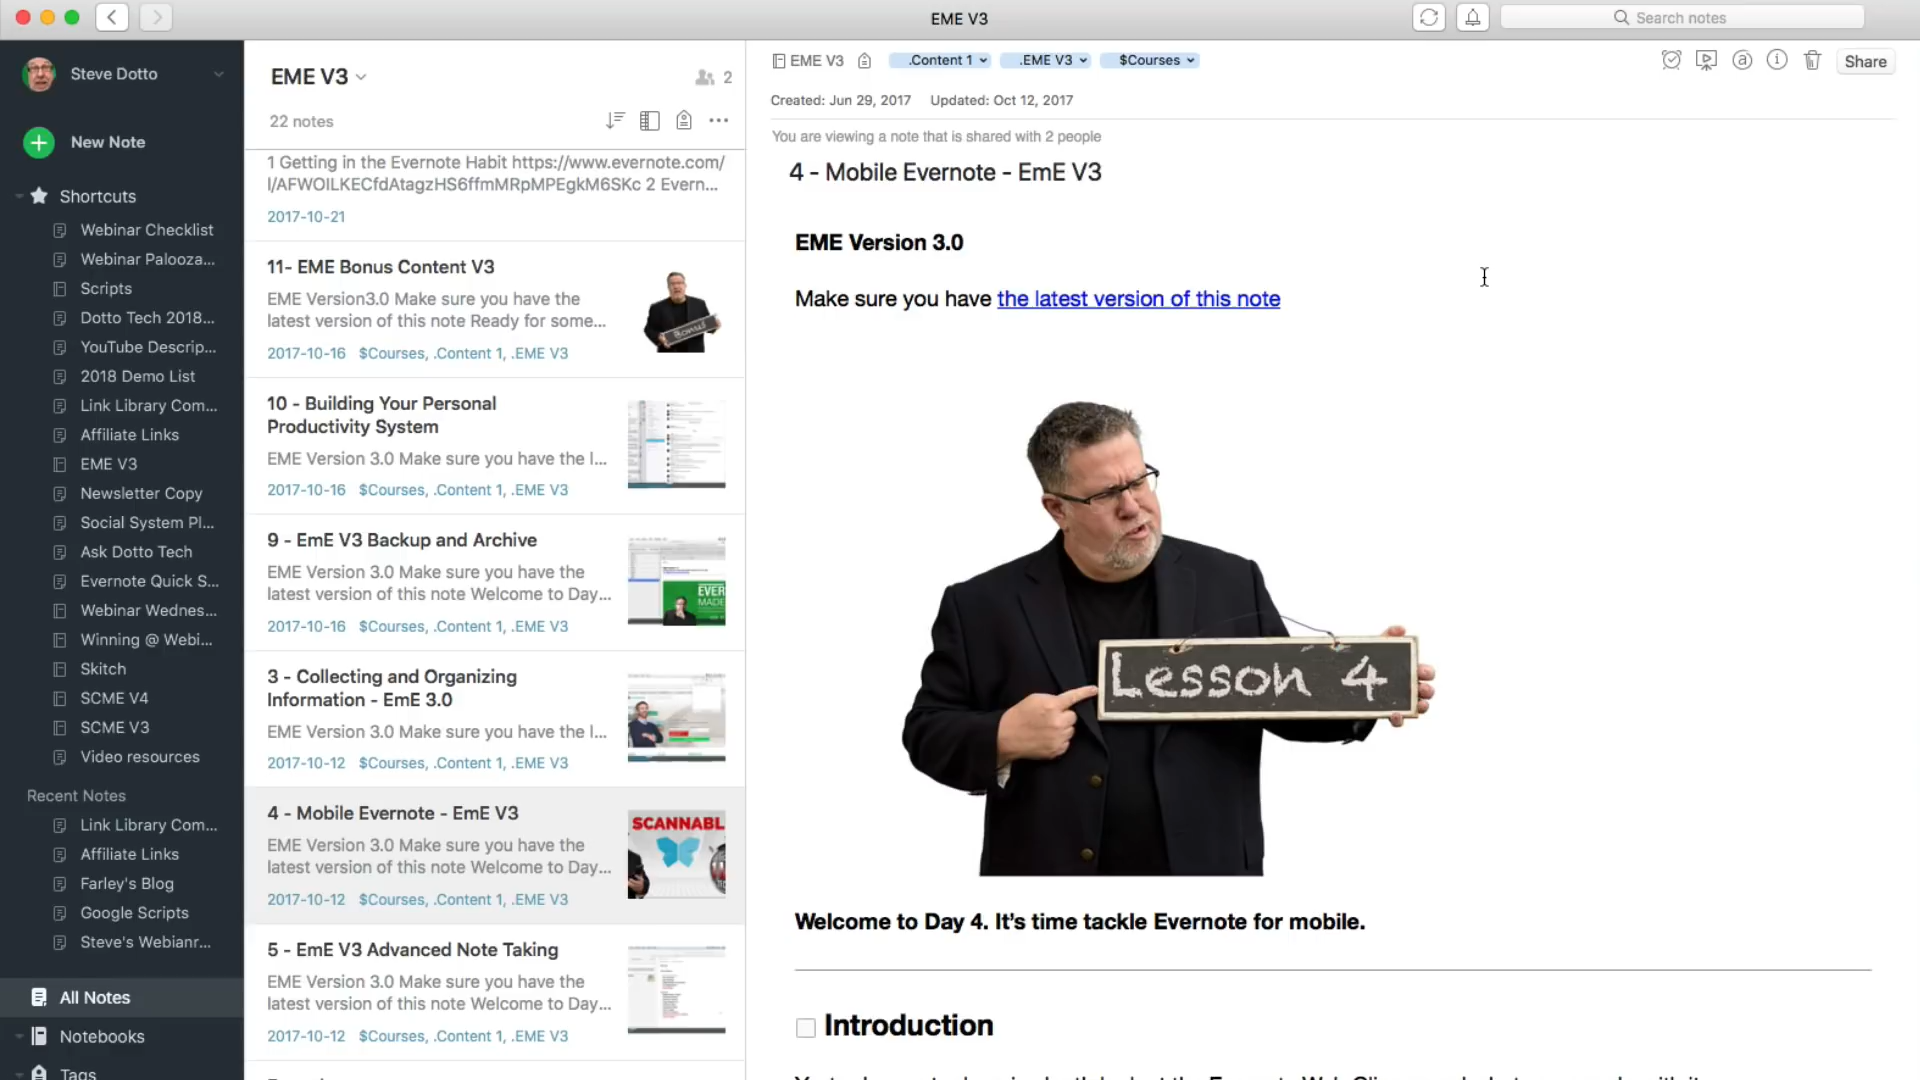 EME V3
Search notes
Steve Dotto
New Note
Shortcuts
Webinar Checklist
Webinar Palooza...
Scripts
Dotto Tech 2018...
YouTube Descrip...
2018 Demo List
Link Library Com...
Affiliate Links
EME V3
Newsletter Copy
Social System Pl...
Ask Dotto Tech
Evernote Quick S...
Webinar Wednes...
Winning @ Webi...
Skitch
SCME V4
SCME V3
Video resources
Recent Notes
Link Library Com...
Affiliate Links
Farley's Blog
Google Scripts
Steve's Webianr...
All Notes
Notebooks
Tags
EME V3
2
22 notes
1 Getting in the Evernote Habit https://www.evernote.com/
l/AFWOILKECfdAtagzHS6ffmMRpMPEgkM6SKc 2 Evern...
2017-10-21
11- EME Bonus Content V3
EME Version3.0 Make sure you have the
latest version of this note Ready for some...
2017-10-16 $Courses, .Content 1, .EME V3
10 - Building Your Personal
Productivity System
EME Version 3.0 Make sure you have the l...
2017-10-16 $Courses, .Content 1, .EME V3
9 - EmE V3 Backup and Archive
EME Version 3.0 Make sure you have the
latest version of this note Welcome to Day...
2017-10-16 $Courses, .Content 1, .EME V3
EVER
MADE
3 - Collecting and Organizing
Information - EmE 3.0
EME Version 3.0 Make sure you have the l...
2017-10-12 $Courses, .Content 1, .EME V3
4 - Mobile Evernote - EmE V3
EME Version 3.0 Make sure you have the
latest version of this note Welcome to Day...
2017-10-12 $Courses, .Content 1, .EME V3
SCANNABL
5 - EmE V3 Advanced Note Taking
EME Version 3.0 Make sure you have the
latest version of this note Welcome to Day...
2017-10-12 $Courses, .Content 1, .EME V3
EME V3 .Content 1 .EME V3 $Courses
Share
Created: Jun 29, 2017 Updated: Oct 12, 2017
You are viewing a note that is shared with 2 people
4 - Mobile Evernote - EmE V3
EME Version 3.0
Make sure you have the latest version of this note
Lesson 4
Welcome to Day 4. It's time tackle Evernote for mobile.
Introduction